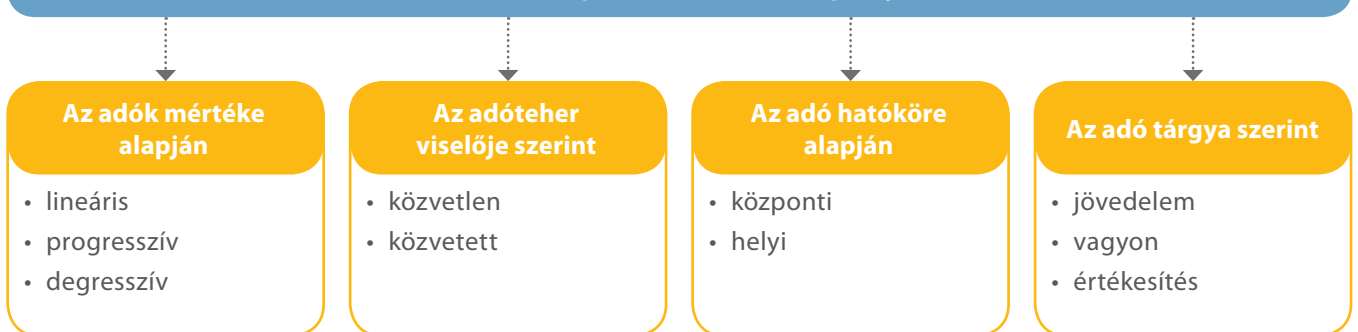 Az adók mértéke
alapján
• lineáris
• progresszív
• degresszív
Az adóteher
viselője szerint
• közvetlen
• közvetett
Az adó hatóköre
alapján
• központi
• helyi
Az adó tárgya szerint
• jövedelem
• vagyon
• értékesítés